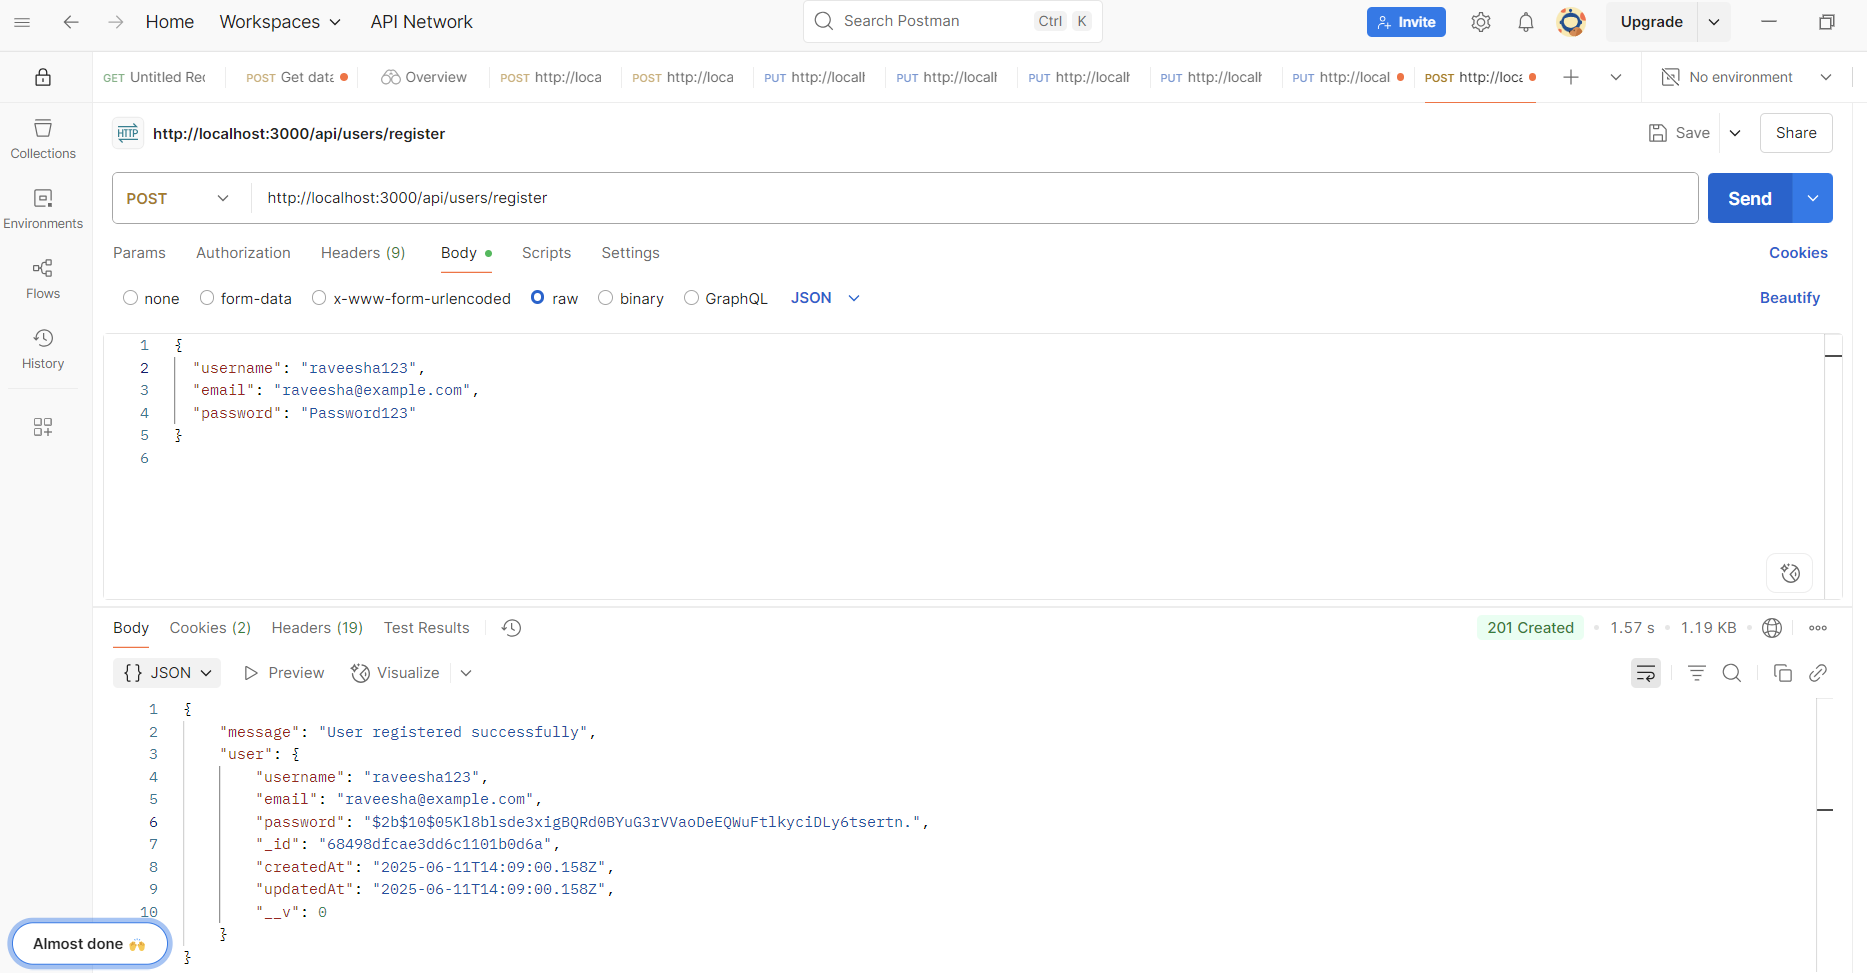 Home Workspaces API Network Search Postman Ctrl K Invite Upgrade
GET Untitled Rec POST Get data Overview POST http://loca POST http://loca PUT http://localh PUT http://localh PUT http://localh PUT http://localh PUT http://local POST http://loca No environment
HTTP http://localhost:3000/api/users/register Save Share
Collections
POST http://localhost:3000/api/users/register Send
Environments
Params Authorization Headers (9) Body Scripts Settings Cookies
Flows
none form-data x-www-form-urlencoded raw binary GraphQL JSON Beautify
History
1 {
2 "username": "raveesha123",
3 "email": "raveesha@example.com",
4 "password": "Password123"
5 }
6
Body Cookies (2) Headers (19) Test Results 201 Created 1.57 s 1.19 KB
{} JSON Preview Visualize
1 {
2 "message": "User registered successfully",
3 "user": {
4 "username": "raveesha123",
5 "email": "raveesha@example.com",
6 "password": "$2b$10$05Kl8blsde3xigBQRd0BYuG3rVVaoDeEQWuFtlkyciDLy6tsertn.",
7 "_id": "68498dfcae3dd6c1101b0d6a",
8 "createdAt": "2025-06-11T14:09:00.158Z",
9 "updatedAt": "2025-06-11T14:09:00.158Z",
10 "__v": 0
}
}
Almost done 🙌